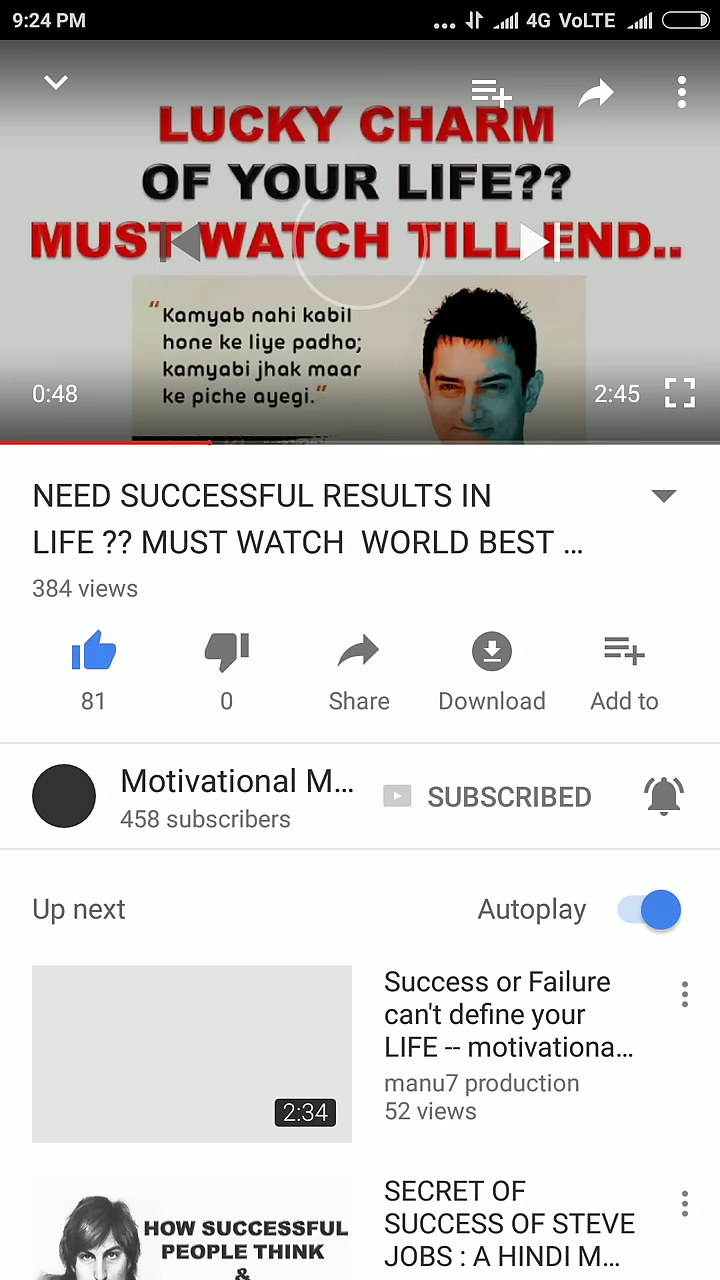 9:24 PM
... 4G VoLTE
LUCKY CHARM
OF YOUR LIFE??
MUST WATCH TILL END..
“Kamyab nahi kabil
hone ke liye padho;
kamyabi jhak maar
ke piche ayegi.”
0:48
2:45
NEED SUCCESSFUL RESULTS IN
LIFE ?? MUST WATCH  WORLD BEST ...
384 views
81
0
Share
Download
Add to
Motivational M...
458 subscribers
SUBSCRIBED
Up next
Autoplay
2:34
Success or Failure
can't define your
LIFE -- motivationa...
manu7 production
52 views
HOW SUCCESSFUL
PEOPLE THINK
&
SECRET OF
SUCCESS OF STEVE
JOBS : A HINDI M...